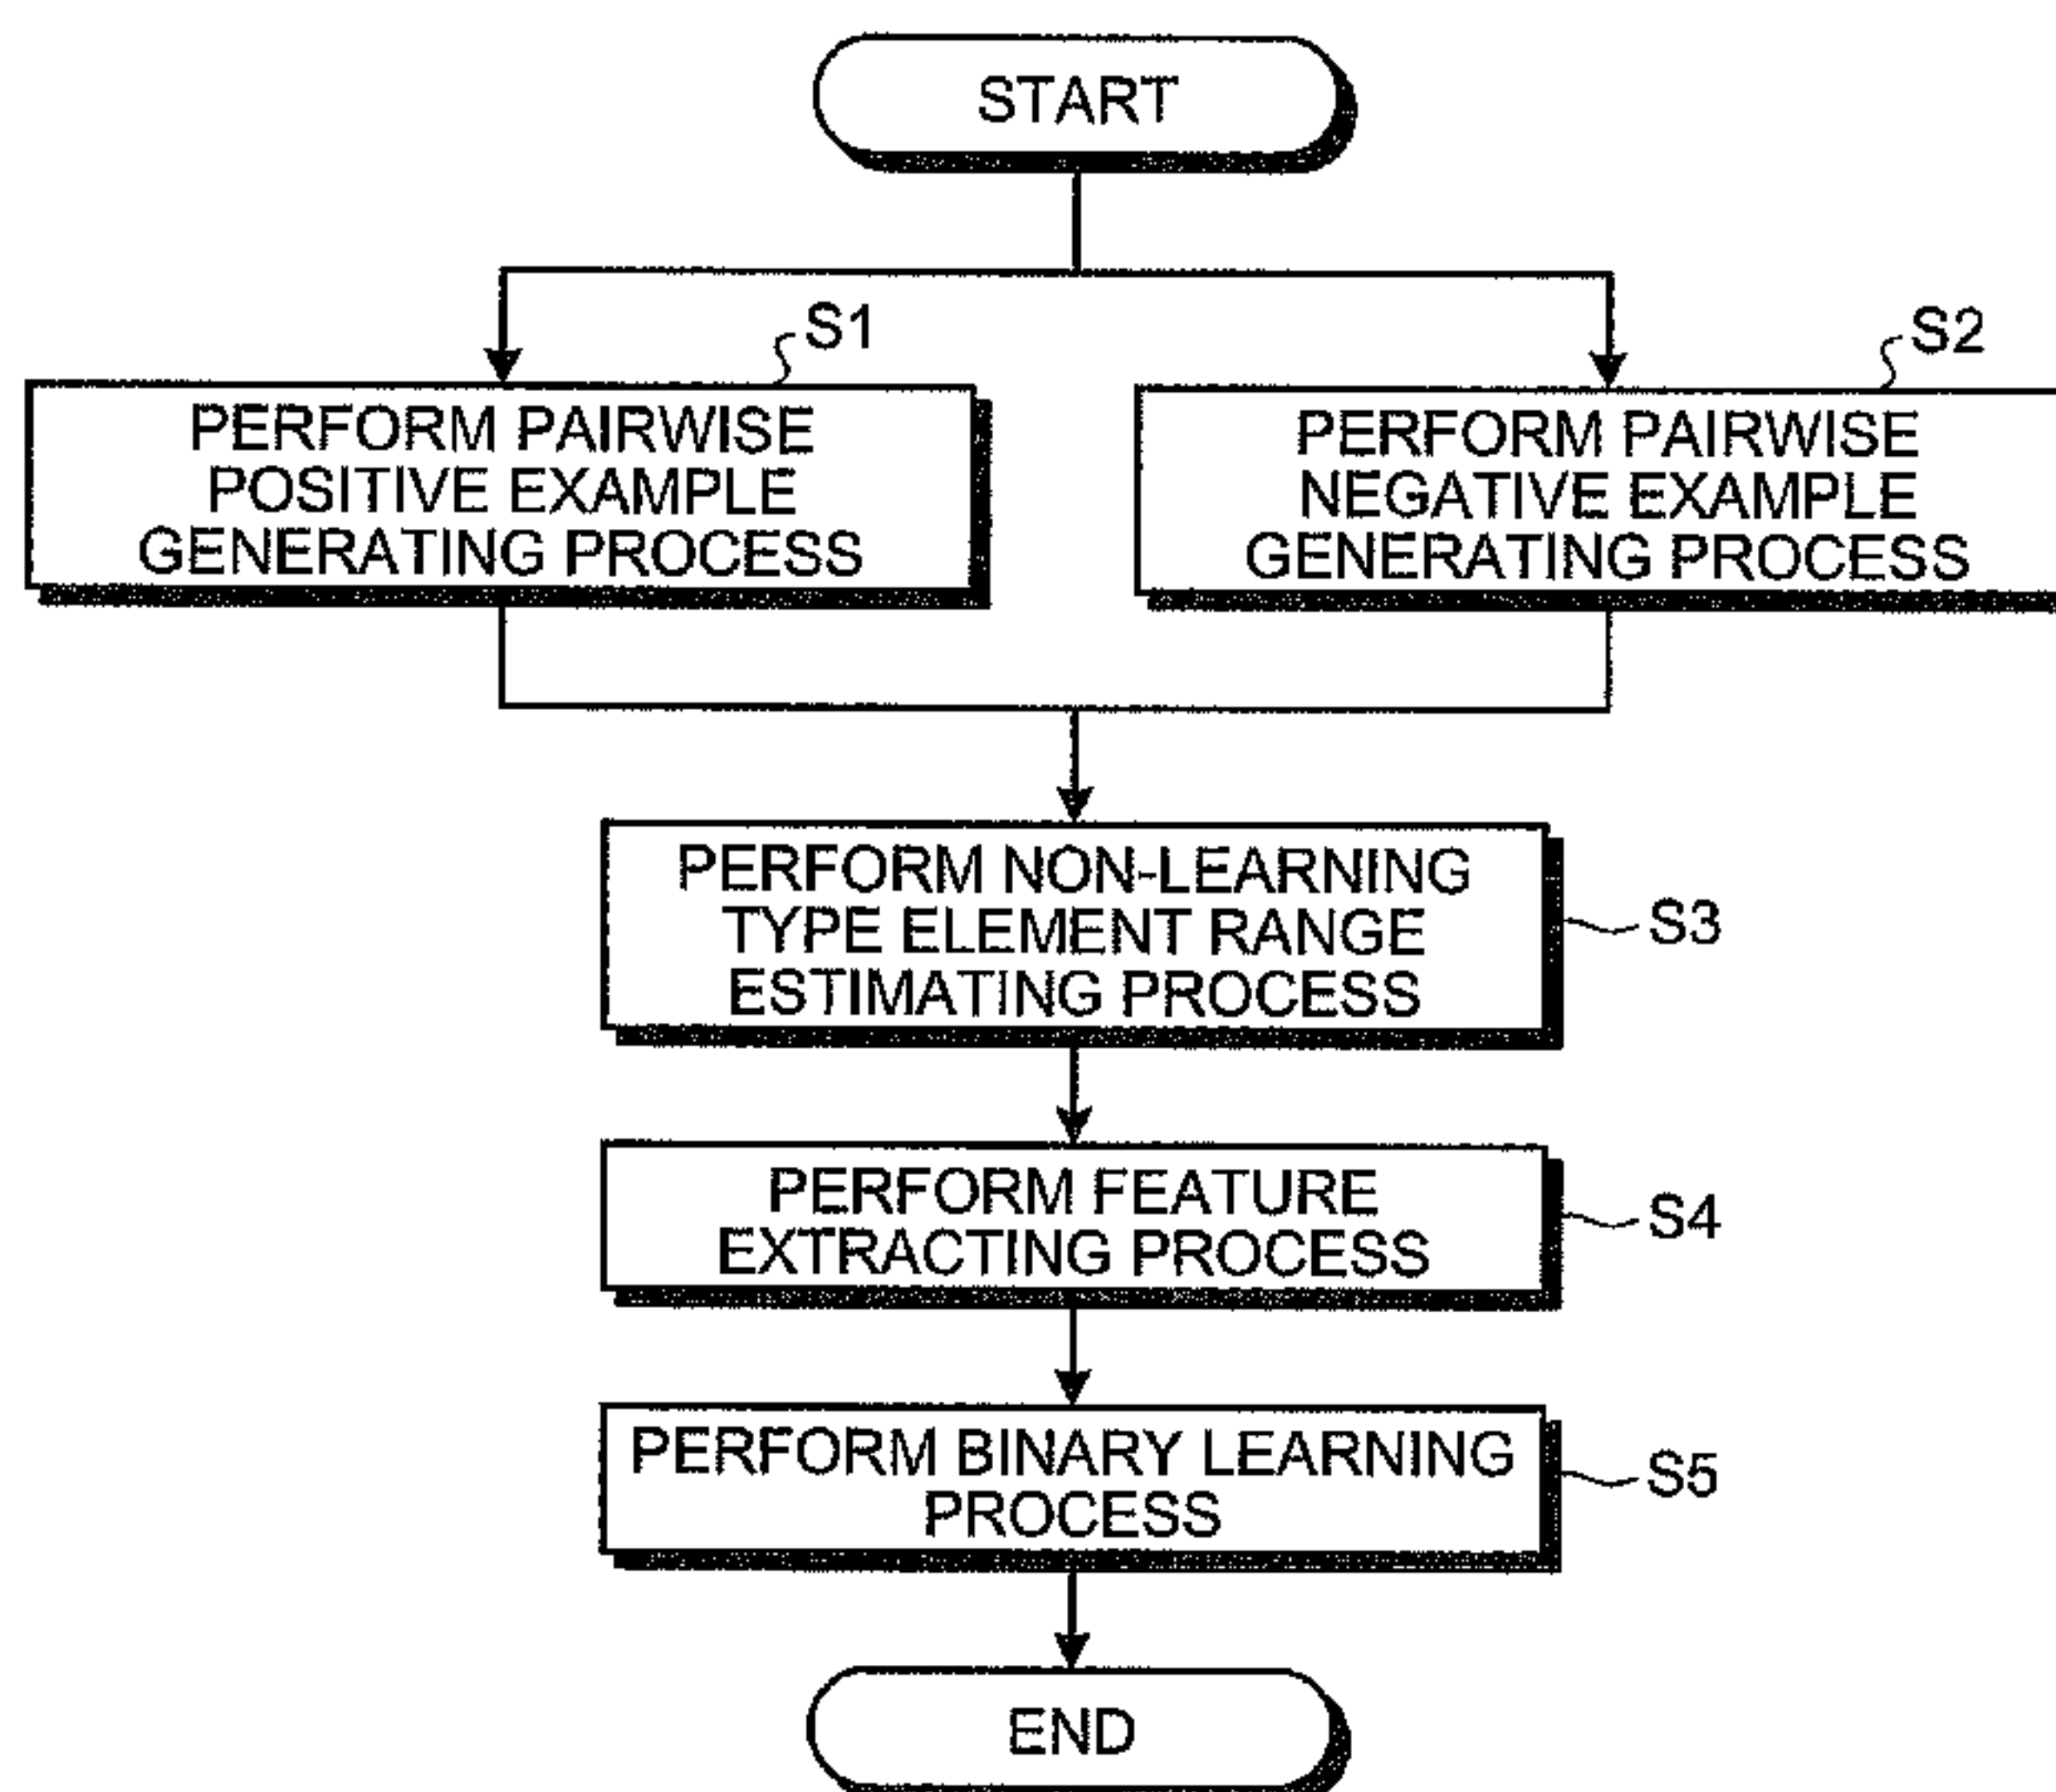 START
S1
PERFORM PAIRWISE
POSITIVE EXAMPLE
GENERATING PROCESS
S2
PERFORM PAIRWISE
NEGATIVE EXAMPLE
GENERATING PROCESS
PERFORM NON-LEARNING
TYPE ELEMENT RANGE
ESTIMATING PROCESS
S3
PERFORM FEATURE
EXTRACTING PROCESS
S4
PERFORM BINARY LEARNING
PROCESS
S5
END